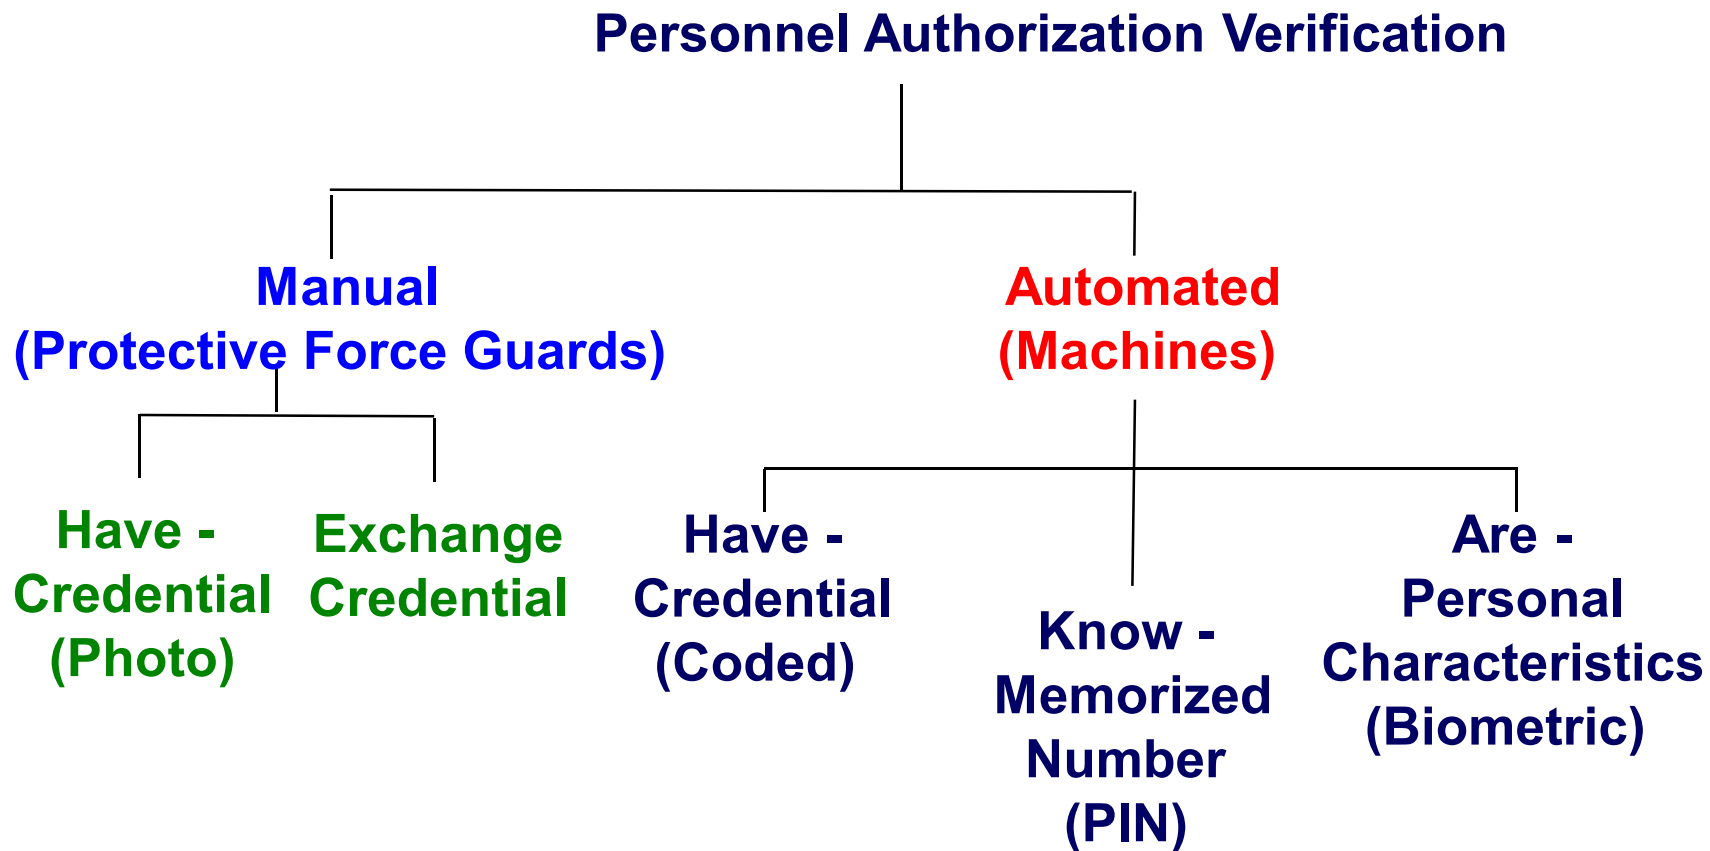 Personnel Authorization Verification
Manual
(Protective Force Guards)
Automated
(Machines)
Have -
Credential
(Photo)
Exchange
Credential
Have -
Credential
(Coded)
Know -
Memorized
Number
(PIN)
Are -
Personal
Characteristics
(Biometric)